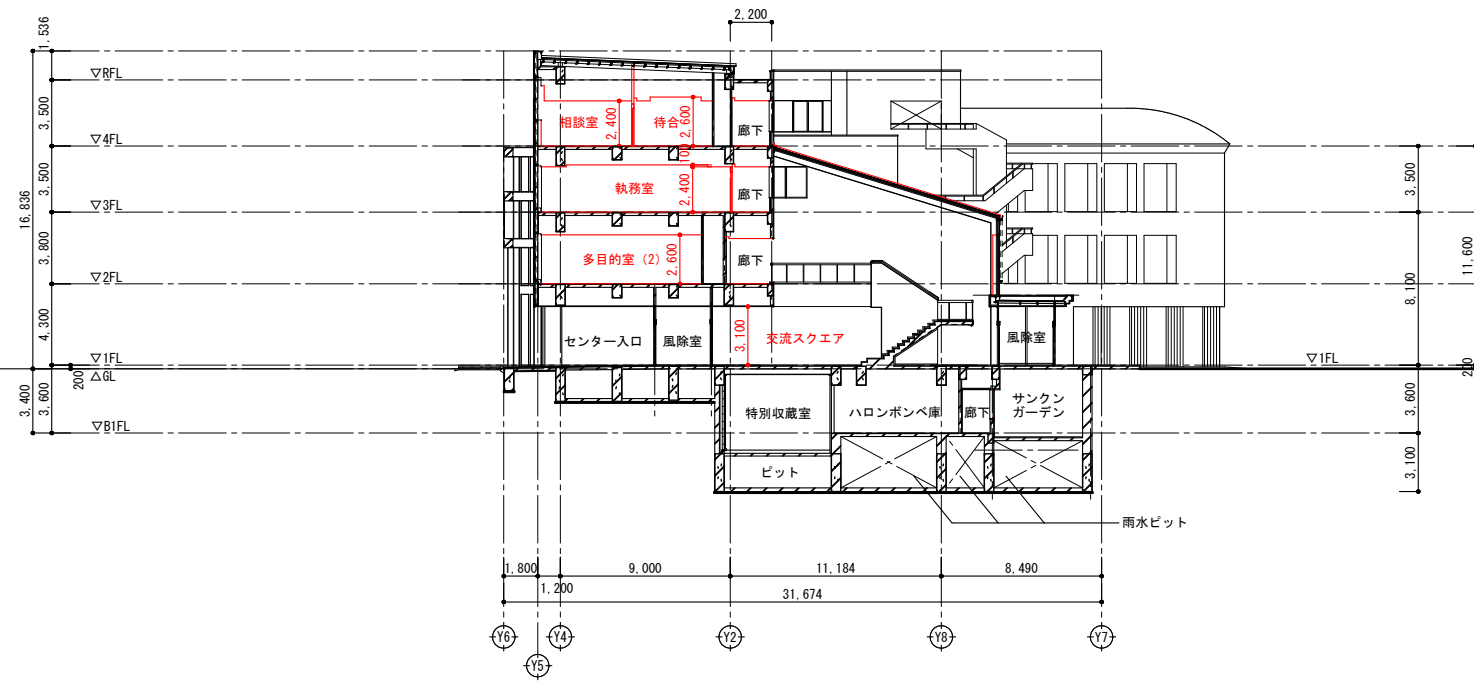 2,200
1,536
▽RFL
3,500
相談室
2,400
待合
2,600
廊下
▽4FL
100
3,500
執務室
2,400
廊下
3,500
16,836
▽3FL
3,800
多目的室（2）
2,600
廊下
11,600
▽2FL
8,100
4,300
センター入口
風除室
3,100
交流スクエア
風除室
▽1FL
▽1FL
△GL
200
200
3,400
3,600
特別収蔵室
ハロンボンベ庫
廊下
サンクン
ガーデン
3,600
▽B1FL
ピット
3,100
雨水ピット
1,800
1,200
9,000
11,184
8,490
31,674
Y6
Y5
Y4
Y2
Y8
Y7